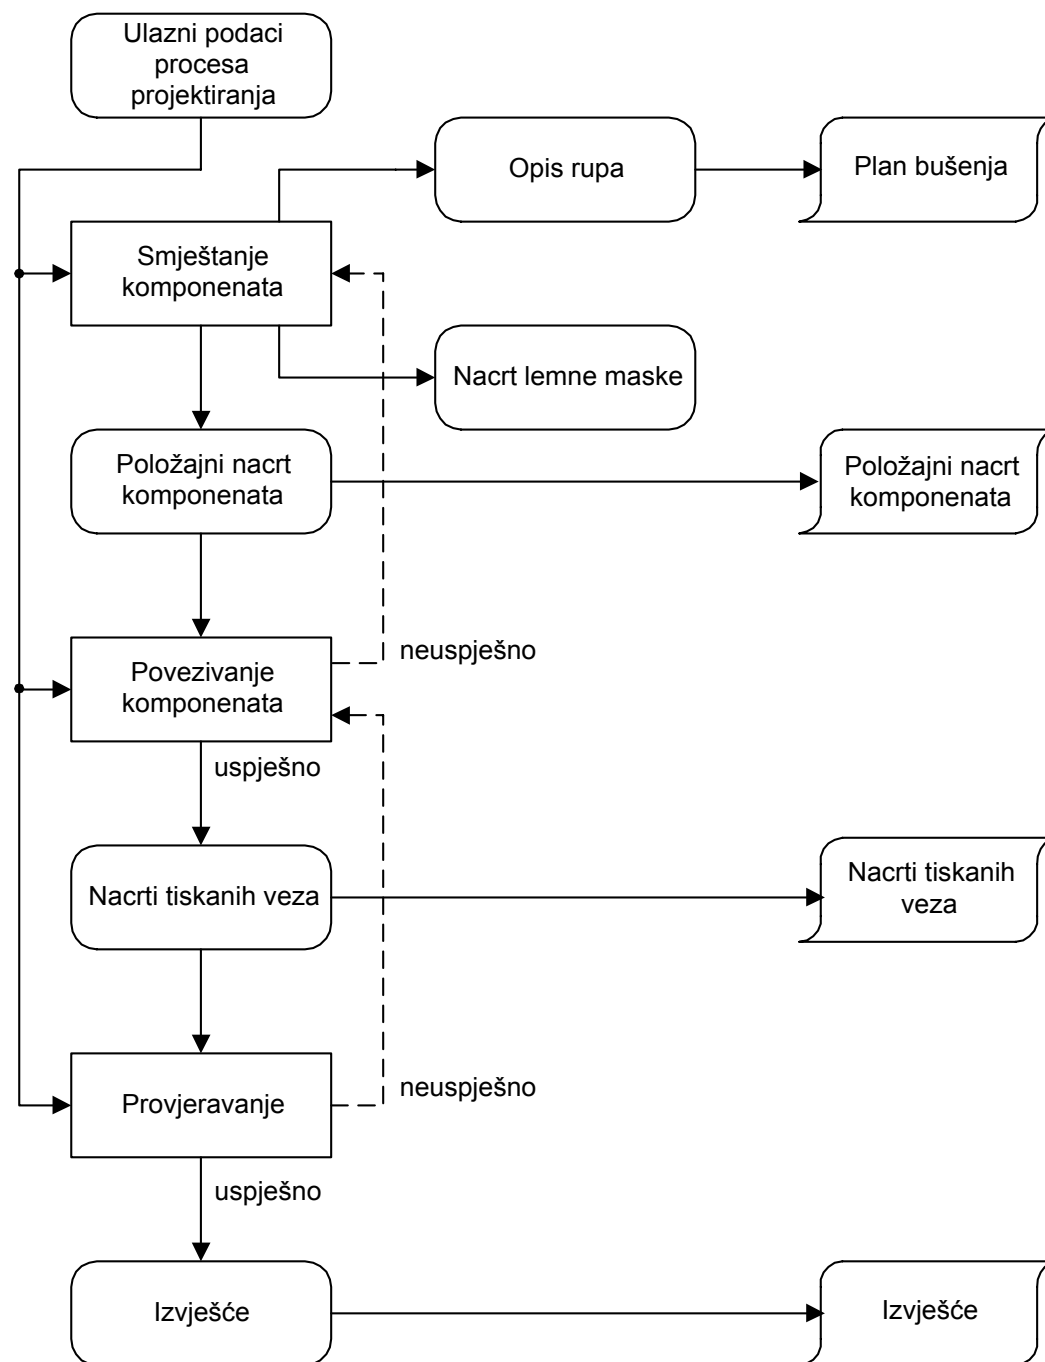 Ulazni podaci
procesa
projektiranja
Opis rupa
Plan bušenja
Smještanje
komponenata
Nacrt lemne maske
Položajni nacrt
komponenata
Položajni nacrt
komponenata
neuspješno
Povezivanje
komponenata
uspješno
Nacrti tiskanih veza
Nacrti tiskanih
veza
neuspješno
Provjeravanje
uspješno
Izvješće
Izvješće